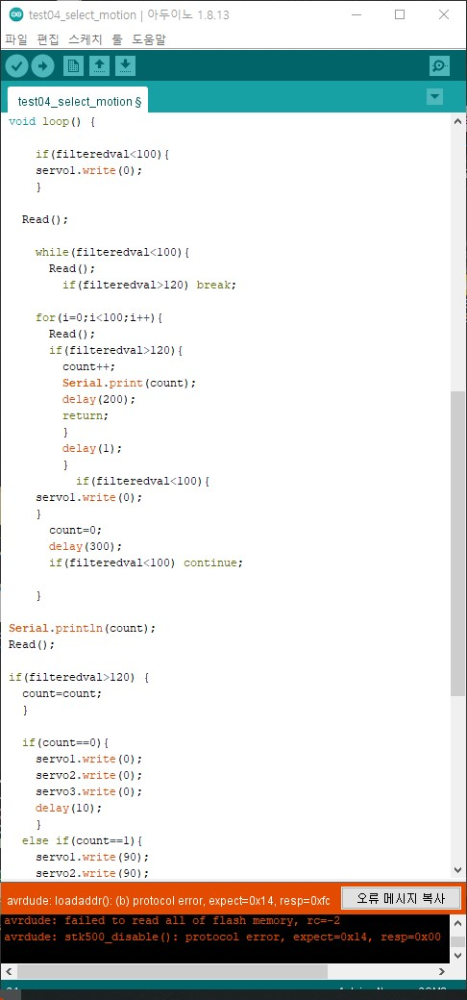 test04_select_motion | 아두이노 1.8.13
파일 편집 스케치 툴 도움말
test04_select_motion §
void loop() {
if(filteredval<100){
servo1.write(0);
}
Read();
while(filteredval<100){
Read();
if(filteredval>120) break;
for(i=0;i<100;i++){
Read();
if(filteredval>120){
count++;
Serial.print(count);
delay(200);
return;
}
delay(1);
}
if(filteredval<100){
servo1.write(0);
}
count=0;
delay(300);
if(filteredval<100) continue;
}
Serial.println(count);
Read();
if(filteredval>120) {
count=count;
}
if(count==0){
servo1.write(0);
servo2.write(0);
servo3.write(0);
delay(10);
}
else if(count==1){
servo1.write(90);
servo2.write(90);
avrdude: loadaddr(): (b) protocol error, expect=0x14, resp=0xfc
오류 메시지 복사
avrdude: failed to read all of flash memory, rc=-2
avrdude: stk500_disable(): protocol error, expect=0x14, resp=0x00